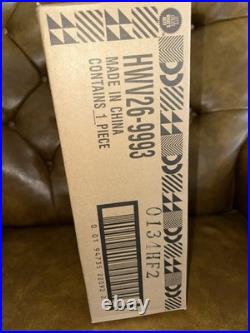 HWV26-9993
MADE IN CHINA
CONTAINS 1 PIECE
0134HF2